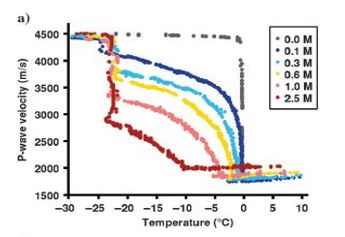 a)
4500
4000
3500
3000
2500
2000
1500
P-wave velocity (m/s)
-30 -25 -20 -15 -10 -5 0 5 10
Temperature (°C)
0.0 M
0.1 M
0.3 M
0.6 M
1.0 M
2.5 M